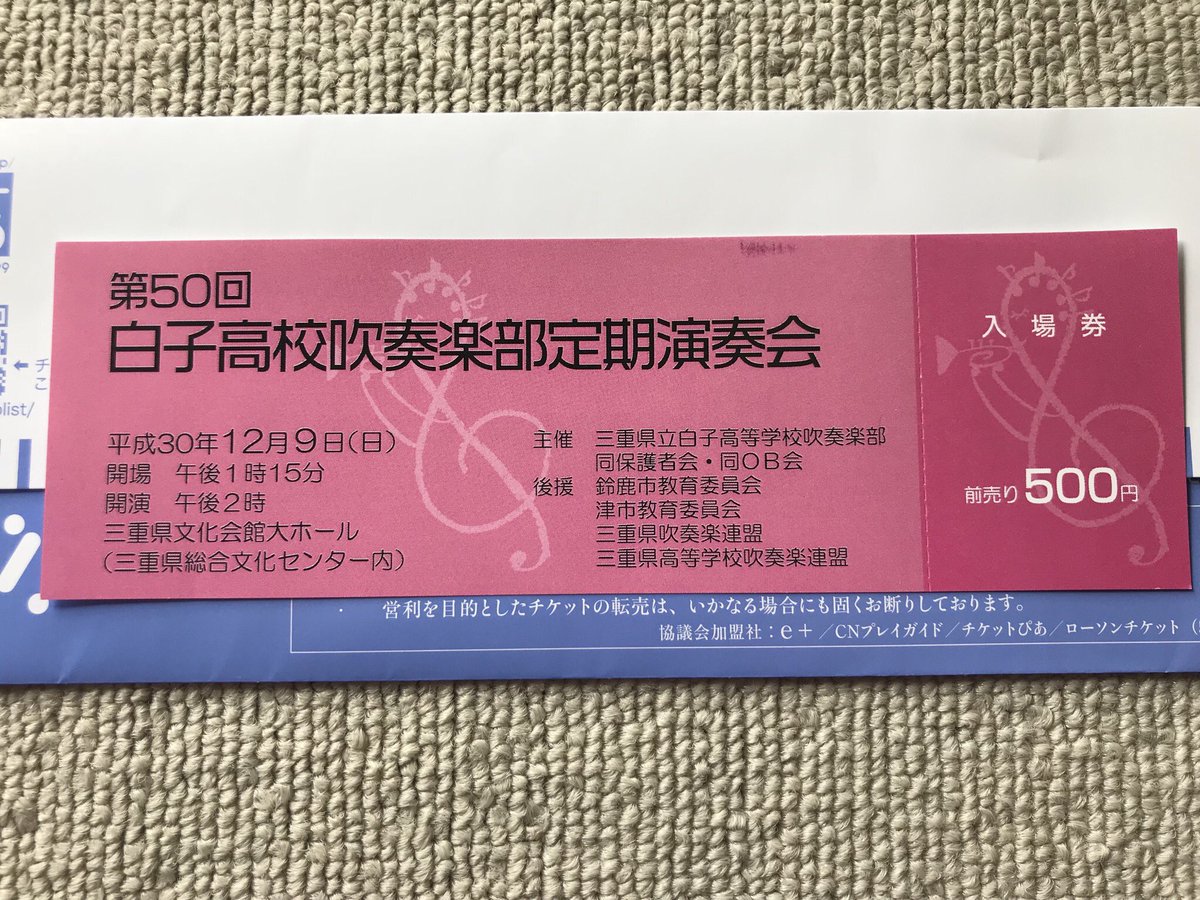 第50回
白子高校吹奏楽部定期演奏会
平成30年12月9日(日)
開場 午後1時15分
開演 午後2時
三重県文化会館大ホール
(三重県総合文化センター内)
主催 三重県立白子高等学校吹奏楽部
同保護者会・同OB会
後援 鈴鹿市教育委員会
津市教育委員会
三重県吹奏楽連盟
三重県高等学校吹奏楽連盟
入場券
前売り500円
← チ
こ
list/
・ 営利を目的としたチケットの転売は、いかなる場合にも固くお断りしております。
協議会加盟社:e+/CNプレイガイド/チケットぴあ/ローソンチケット